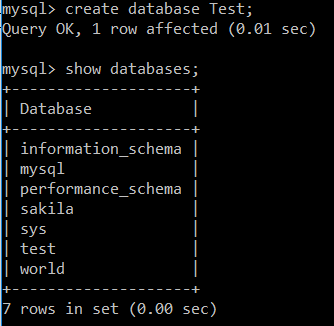 mysql> create database Test;
Query OK, 1 row affected (0.01 sec)
mysql> show databases;
+--------------------+
| Database           |
+--------------------+
| information_schema |
| mysql              |
| performance_schema |
| sakila             |
| sys                |
| test               |
| world              |
+--------------------+
7 rows in set (0.00 sec)